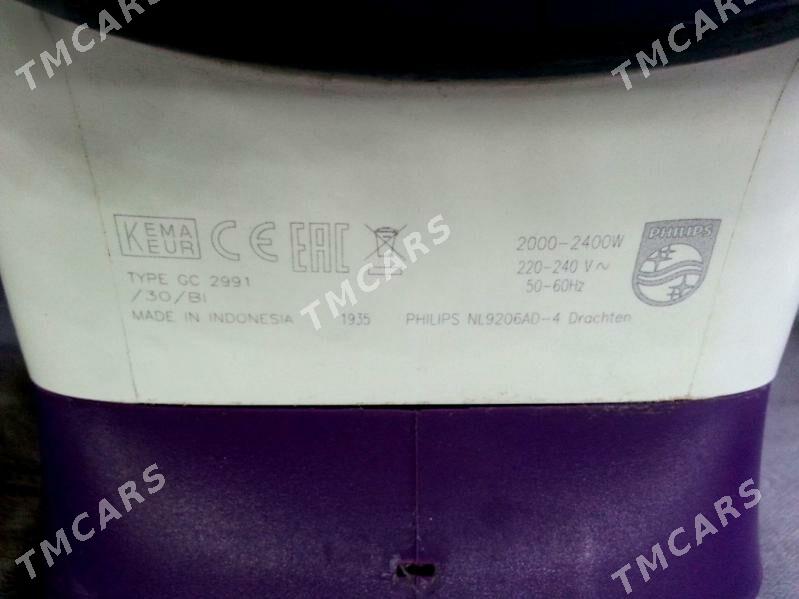 TMCARS
TMCARS
KEMA
EUR
CE
EAC
TYPE GC 2991
/30/BI
MADE IN INDONESIA
1935
2000-2400W
220-240 V~
50-60Hz
PHILIPS
PHILIPS NL9206AD-4 Drachten
TMCARS
TMCARS
TMCARS